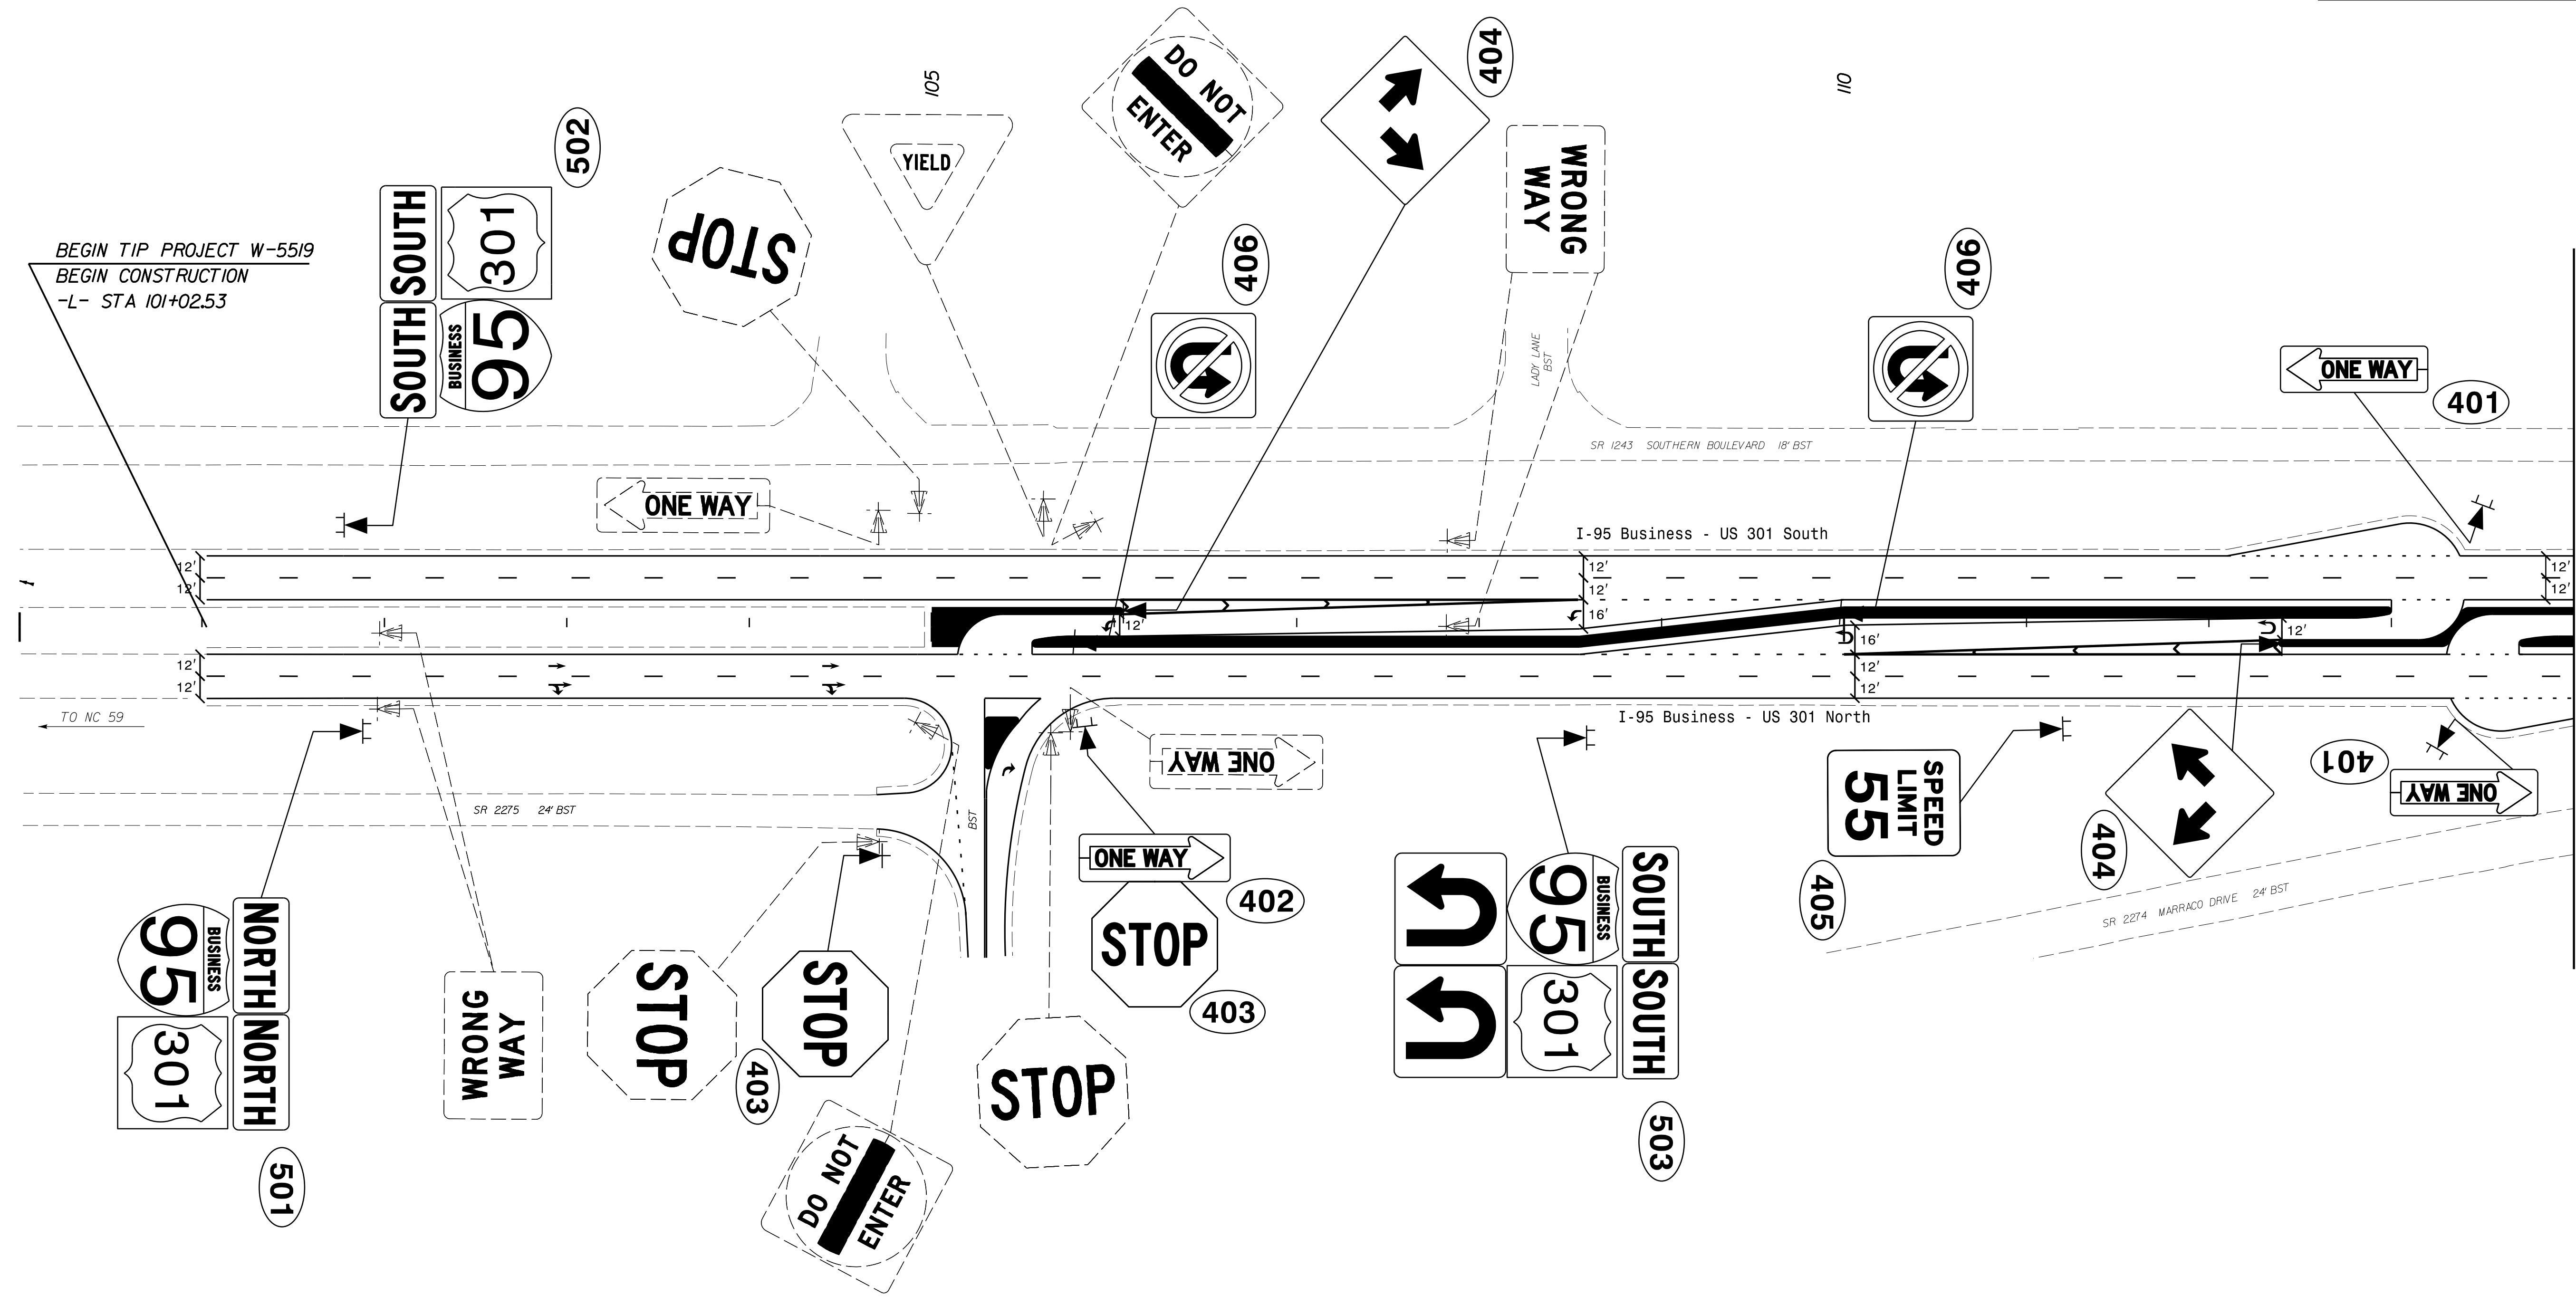 BEGIN TIP PROJECT W-5519
BEGIN CONSTRUCTION
-L- STA 101+02.53
502
SOUTH
SOUTH
301
BUSINESS
95
STOP
105
YIELD
DO NOT
ENTER
404
406
WRONG
WAY
110
406
LADY LANE
BST
ONE WAY
401
SR 1243 SOUTHERN BOULEVARD 18' BST
ONE WAY
I-95 Business - US 301 South
12'
12'
12'
12'
12'
12'
12'
16'
12'
12'
16'
12'
12'
12'
TO NC 59
I-95 Business - US 301 North
SR 2275 24' BST
BST
ONE WAY
ONE WAY
402
STOP
403
SPEED
LIMIT
55
405
404
401
ONE WAY
SR 2274 MARRACO DRIVE 24' BST
NORTH
NORTH
BUSINESS
95
301
501
WRONG
WAY
STOP
STOP
403
DO NOT
ENTER
STOP
SOUTH
SOUTH
BUSINESS
95
301
503